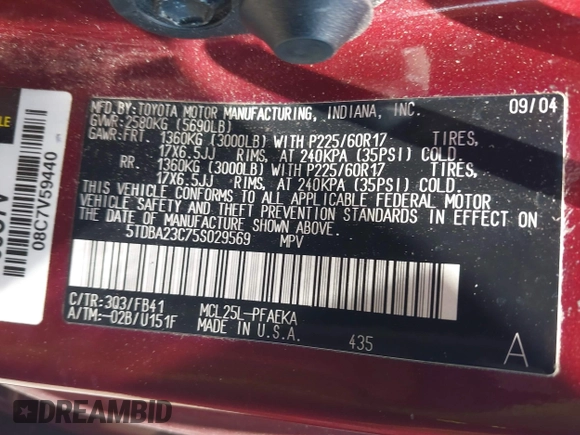 MFD.BY:TOYOTA MOTOR MANUFACTURING, INDIANA, INC. 09/04
GVWR:2580KG (5690LB)
GAWR:FRT. 1360KG (3000LB) WITH P225/60R17 TIRES,
17X6.5JJ RIMS, AT 240KPA (35PSI) COLD.
RR. 1360KG (3000LB) WITH P225/60R17 TIRES,
17X6.5JJ RIMS, AT 240KPA (35PSI) COLD.
THIS VEHICLE CONFORMS TO ALL APPLICABLE FEDERAL MOTOR
VEHICLE SAFETY AND THEFT PREVENTION STANDARDS IN EFFECT ON
THE DATE OF MANUFACTURE SHOWN ABOVE.
5TDBA23C75S029569 MPV
C/TR:3Q3/FB41 MCL25L-PFAEKA
A/TM:-02B/U151F MADE IN U.S.A. 435 A
08C7V59440
DREAMBID